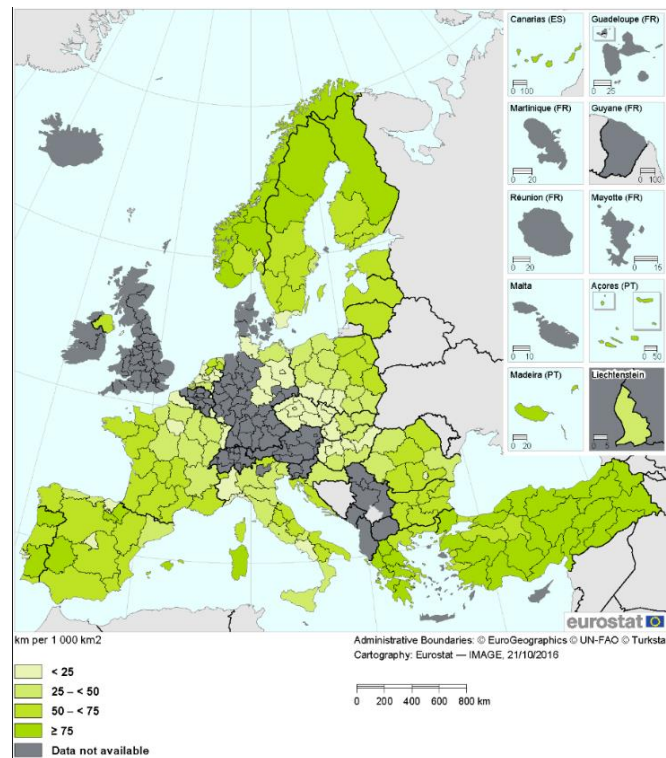 Canarias (ES)
0 100
Guadeloupe (FR)
0 25
Martinique (FR)
0 20
Guyane (FR)
0 100
Réunion (FR)
0 20
Mayotte (FR)
0 16
Malta
0 10
Açores (PT)
0 50
Madeira (PT)
0 20
Liechtenstein
0 5
eurostat
km per 1 000 km2
Administrative Boundaries: © EuroGeographics © UN-FAO © Turksta
Cartography: Eurostat — IMAGE, 21/10/2016
< 25
25 – < 50
50 – < 75
≥ 75
Data not available
0 200 400 600 800 km